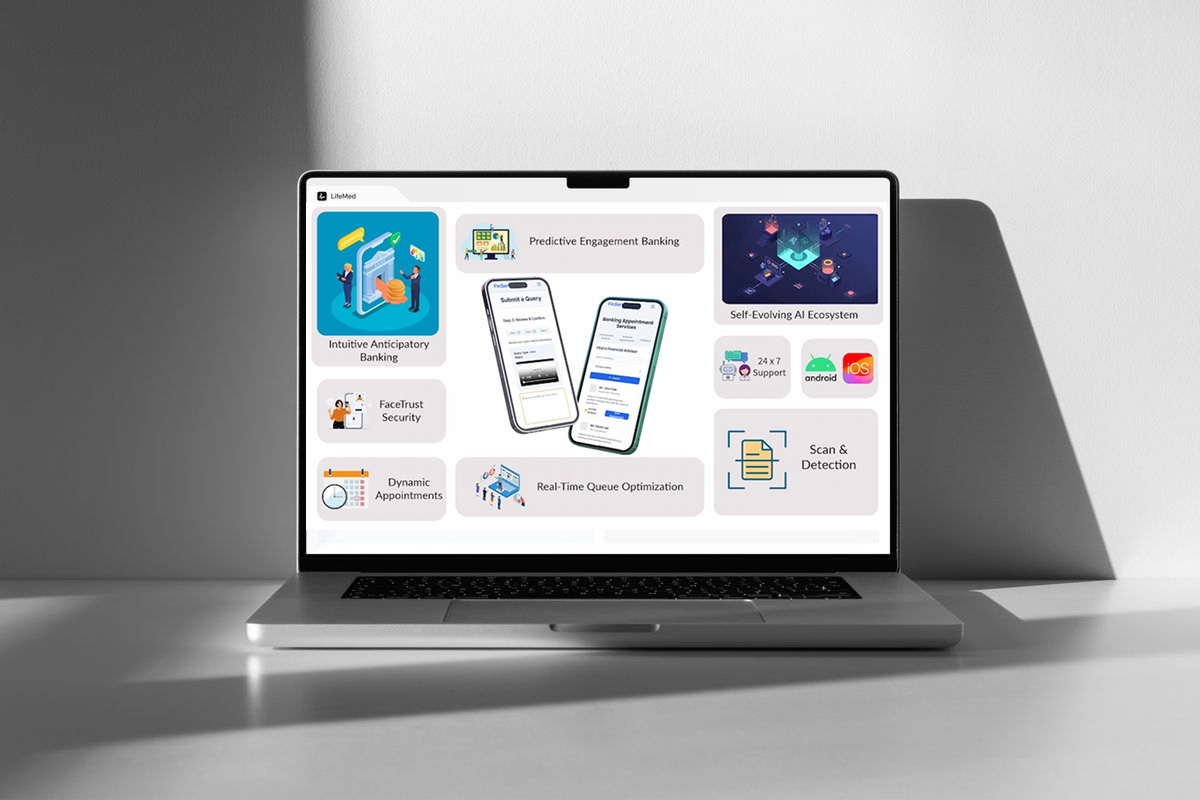 LifeMed
Intuitive Anticipatory
Banking
FaceTrust
Security
Dynamic
Appointments
Predictive Engagement Banking
Submit a Query
Step 3: Review & Confirm
Banking Appointment
Services
Find a Financial Advisor
Real-Time Queue Optimization
Self-Evolving AI Ecosystem
24 x 7
Support
android
iOS
Scan &
Detection